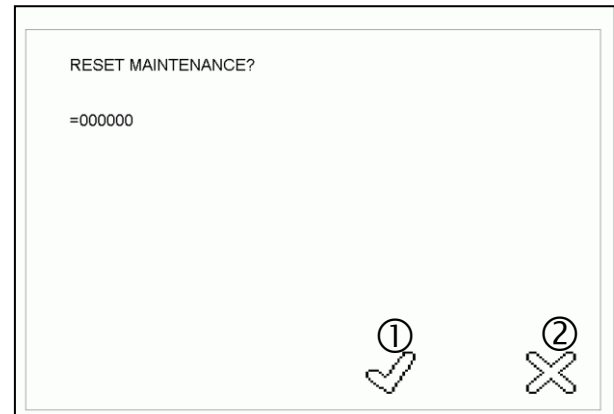 RESET MAINTENANCE?
=000000
① ②